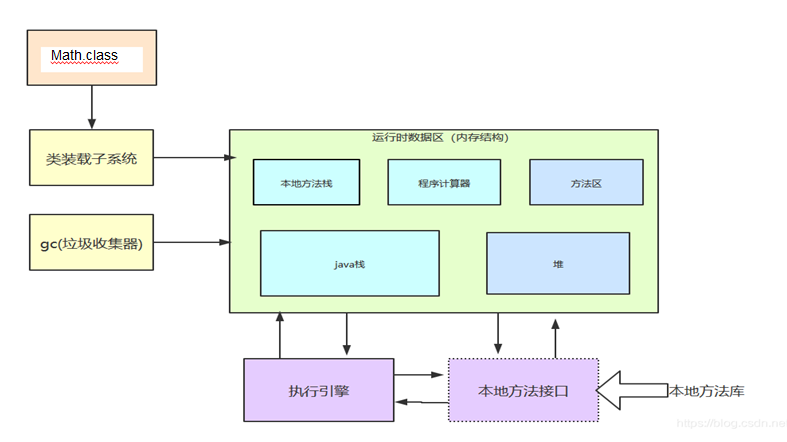 Math.class
类装载子系统
gc(垃圾收集器)
运行时数据区（内存结构）
本地方法栈
程序计算器
方法区
java栈
堆
执行引擎
本地方法接口
本地方法库
https://blog.csdn.ne